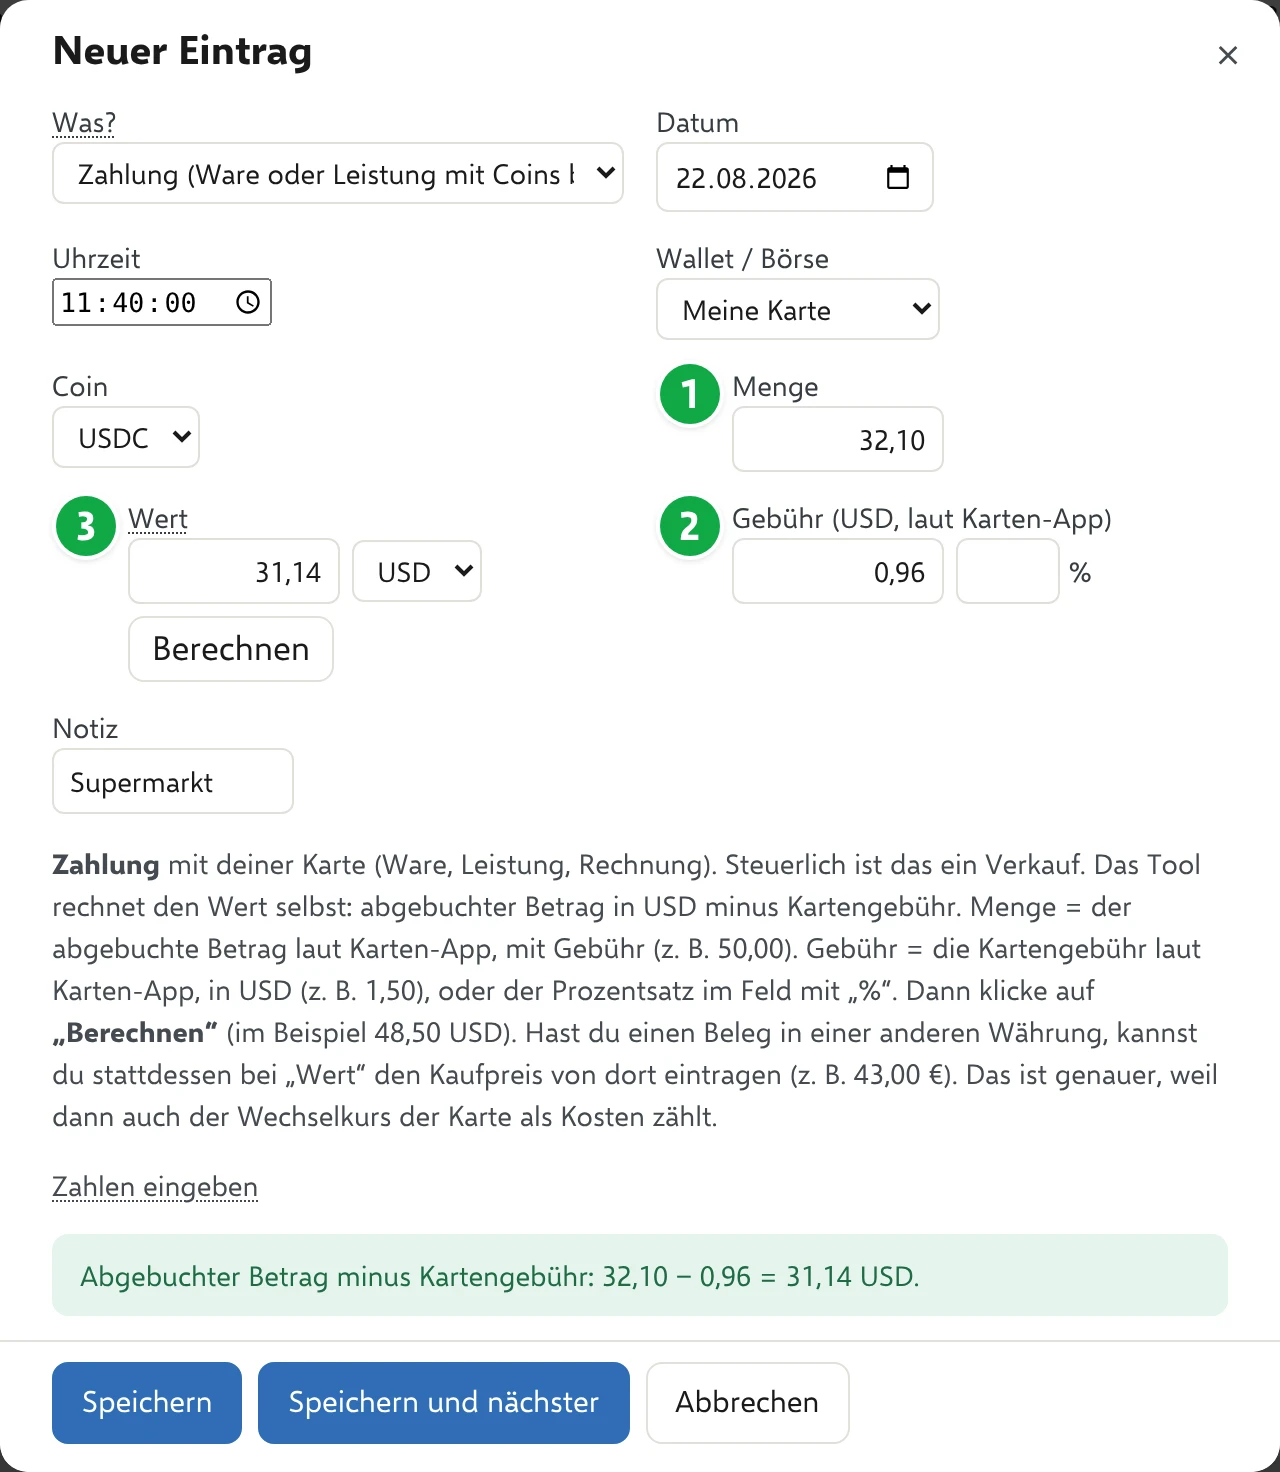 Neuer Eintrag
Was?
Zahlung (Ware oder Leistung mit Coins
Datum
22.08.2026
Uhrzeit
11:40:00
Wallet / Börse
Meine Karte
Coin
USDC
1 Menge
32,10
3 Wert
31,14 USD
Berechnen
2 Gebühr (USD, laut Karten-App)
0,96 %
Notiz
Supermarkt
Zahlung mit deiner Karte (Ware, Leistung, Rechnung). Steuerlich ist das ein Verkauf. Das Tool
rechnet den Wert selbst: abgebuchter Betrag in USD minus Kartengebühr. Menge = der
abgebuchte Betrag laut Karten-App, mit Gebühr (z. B. 50,00). Gebühr = die Kartengebühr laut
Karten-App, in USD (z. B. 1,50), oder der Prozentsatz im Feld mit „%“. Dann klicke auf
„Berechnen“ (im Beispiel 48,50 USD). Hast du einen Beleg in einer anderen Währung, kannst
du stattdessen bei „Wert“ den Kaufpreis von dort eintragen (z. B. 43,00 €). Das ist genauer, weil
dann auch der Wechselkurs der Karte als Kosten zählt.
Zahlen eingeben
Abgebuchter Betrag minus Kartengebühr: 32,10 – 0,96 = 31,14 USD.
Speichern
Speichern und nächster
Abbrechen